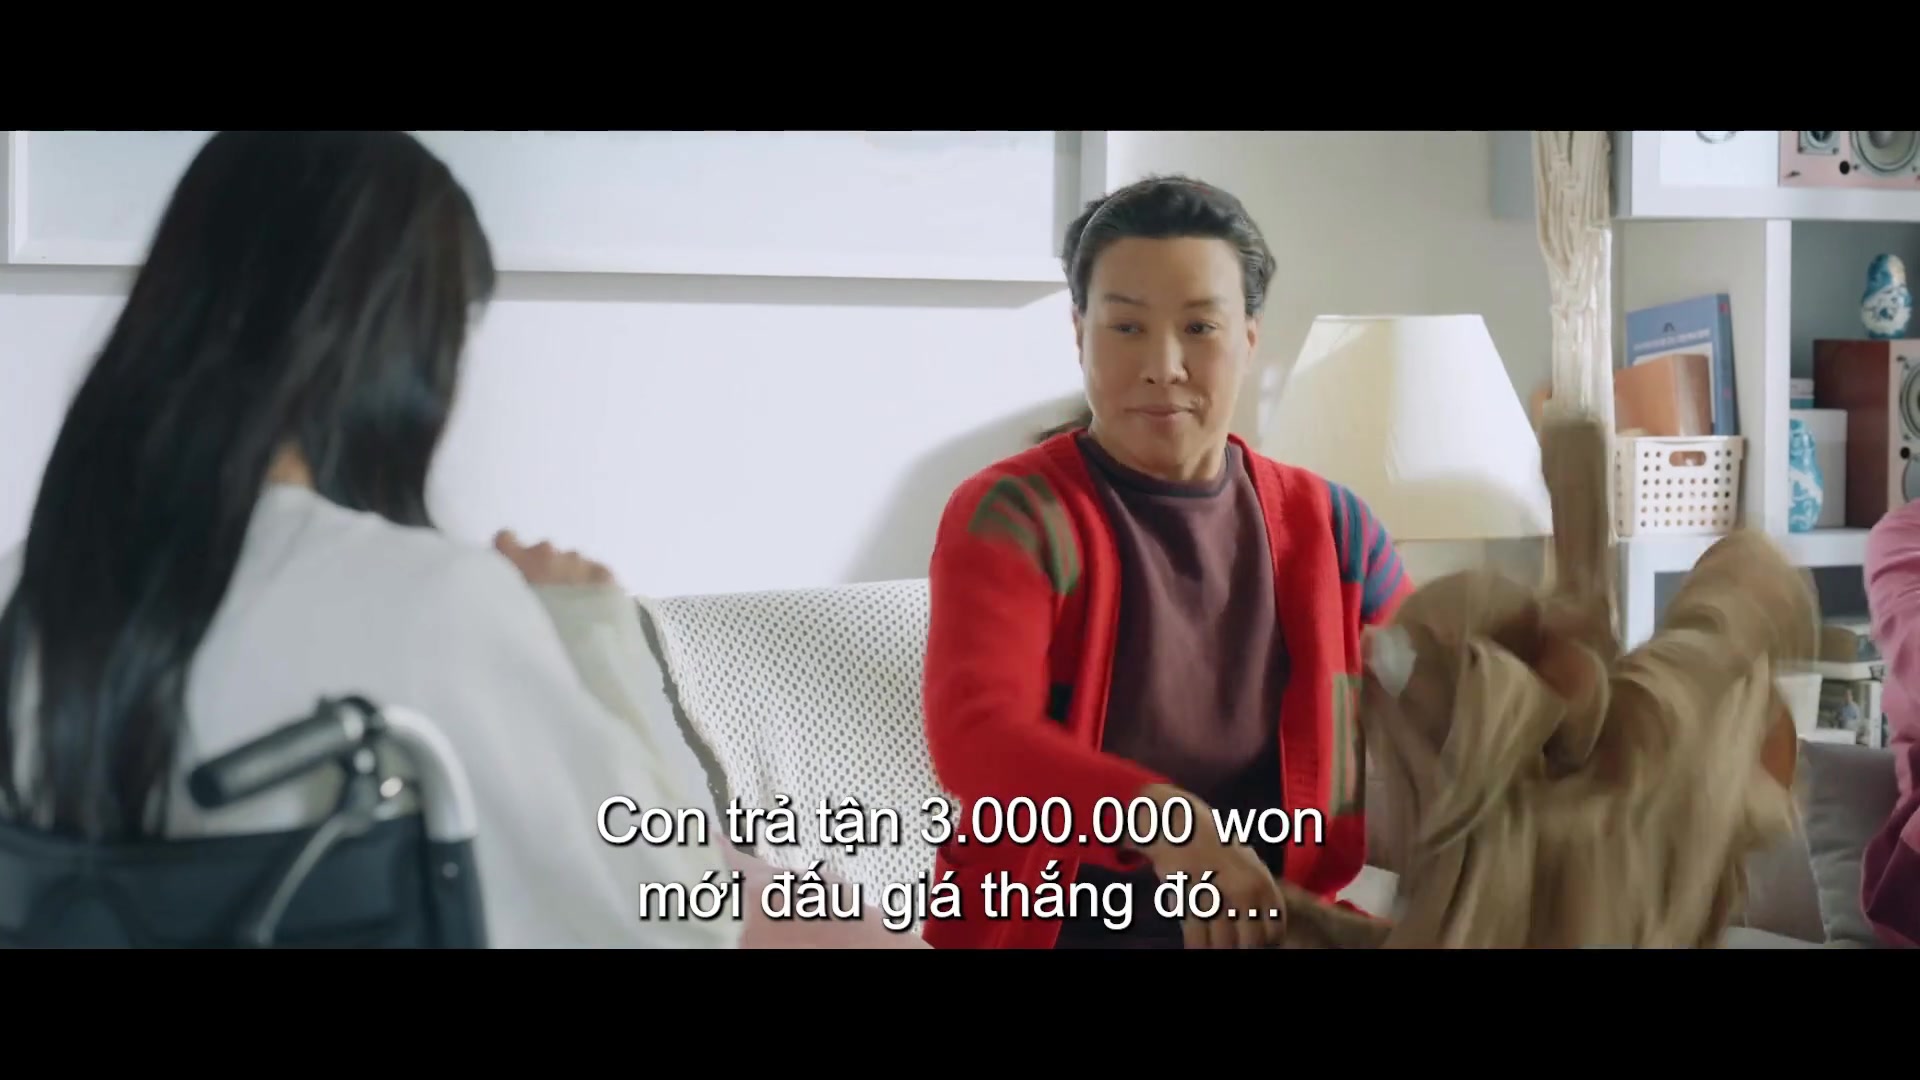 Con trả tận 3.000.000 won
mới đấu giá thắng đó...